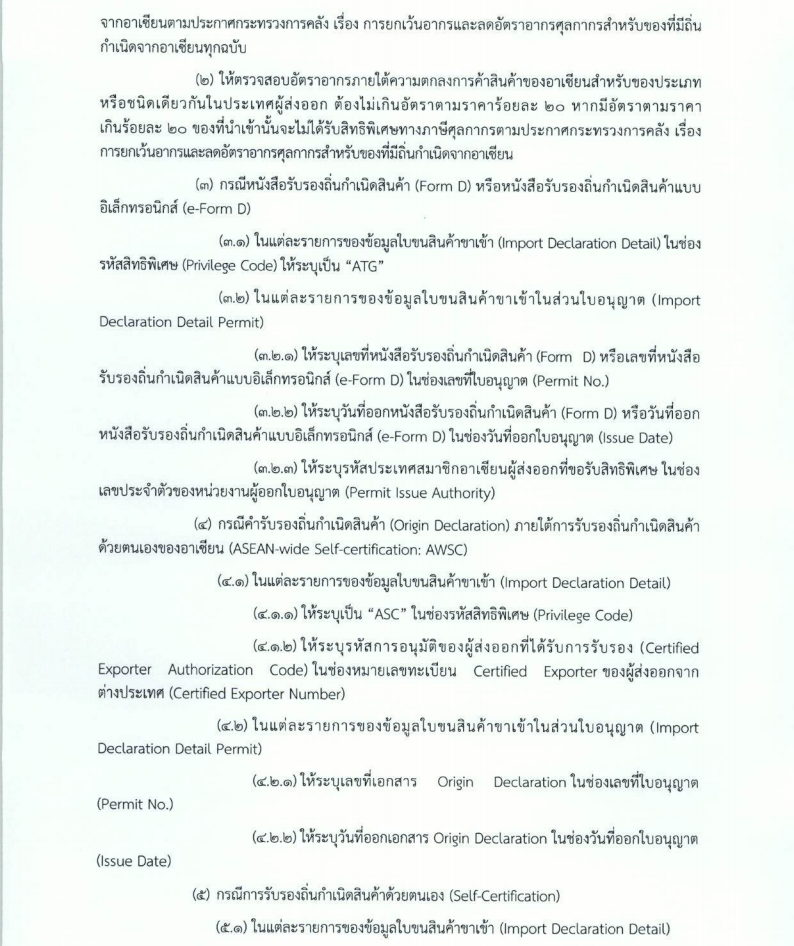 จากอาเซียนตามประกาศกระทรวงการคลัง เรื่อง การยกเว้นอากรและลดอัตราอากรศุลกากรสำหรับของที่มีถิ่น
กำเนิดจากอาเซียนทุกฉบับ
(๒) ให้ตรวจสอบอัตราอากรภายใต้ความตกลงการค้าสินค้าของอาเซียนสำหรับของประเภท
หรือชนิดเดียวกันในประเทศผู้ส่งออก ต้องไม่เกินอัตราตามราคาร้อยละ ๒๐ หากมีอัตราตามราคา
เกินร้อยละ ๒๐ ของที่นำเข้านั้นจะไม่ได้รับสิทธิพิเศษทางภาษีศุลกากรตามประกาศกระทรวงการคลัง เรื่อง
การยกเว้นอากรและลดอัตราอากรศุลกากรสำหรับของที่มีถิ่นกำเนิดจากอาเซียน
(๓) กรณีหนังสือรับรองถิ่นกำเนิดสินค้า (Form D) หรือหนังสือรับรองถิ่นกำเนิดสินค้าแบบ
อิเล็กทรอนิกส์ (e-Form D)
(๓.๑) ในแต่ละรายการของข้อมูลใบขนสินค้าขาเข้า (Import Declaration Detail) ในช่อง
รหัสสิทธิพิเศษ (Privilege Code) ให้ระบุเป็น “ATG”
(๓.๒) ในแต่ละรายการของข้อมูลใบขนสินค้าขาเข้าในส่วนใบอนุญาต (Import
Declaration Detail Permit)
(๓.๒.๑) ให้ระบุเลขที่หนังสือรับรองถิ่นกำเนิดสินค้า (Form D) หรือเลขที่หนังสือ
รับรองถิ่นกำเนิดสินค้าแบบอิเล็กทรอนิกส์ (e-Form D) ในช่องเลขที่ใบอนุญาต (Permit No.)
(๓.๒.๒) ให้ระบุวันที่ออกหนังสือรับรองถิ่นกำเนิดสินค้า (Form D) หรือวันที่ออก
หนังสือรับรองถิ่นกำเนิดสินค้าแบบอิเล็กทรอนิกส์ (e-Form D) ในช่องวันที่ออกใบอนุญาต (Issue Date)
(๓.๒.๓) ให้ระบุรหัสประเทศสมาชิกอาเซียนผู้ส่งออกที่ขอรับสิทธิพิเศษ ในช่อง
เลขประจำตัวของหน่วยงานผู้ออกใบอนุญาต (Permit Issue Authority)
(๔) กรณีคำรับรองถิ่นกำเนิดสินค้า (Origin Declaration) ภายใต้การรับรองถิ่นกำเนิดสินค้า
ด้วยตนเองของอาเซียน (ASEAN-wide Self-certification: AWSC)
(๔.๑) ในแต่ละรายการของข้อมูลใบขนสินค้าขาเข้า (Import Declaration Detail)
(๔.๑.๑) ให้ระบุเป็น “ASC” ในช่องรหัสสิทธิพิเศษ (Privilege Code)
(๔.๑.๒) ให้ระบุรหัสการอนุมัติของผู้ส่งออกที่ได้รับการรับรอง (Certified
Exporter Authorization Code) ในช่องหมายเลขทะเบียน Certified Exporter ของผู้ส่งออกจาก
ต่างประเทศ (Certified Exporter Number)
(๔.๒) ในแต่ละรายการของข้อมูลใบขนสินค้าขาเข้าในส่วนใบอนุญาต (Import
Declaration Detail Permit)
(๔.๒.๑) ให้ระบุเลขที่เอกสาร Origin Declaration ในช่องเลขที่ใบอนุญาต
(Permit No.)
(๔.๒.๒) ให้ระบุวันที่ออกเอกสาร Origin Declaration ในช่องวันที่ออกใบอนุญาต
(Issue Date)
(๕) กรณีการรับรองถิ่นกำเนิดสินค้าด้วยตนเอง (Self-Certification)
(๕.๑) ในแต่ละรายการของข้อมูลใบขนสินค้าขาเข้า (Import Declaration Detail)